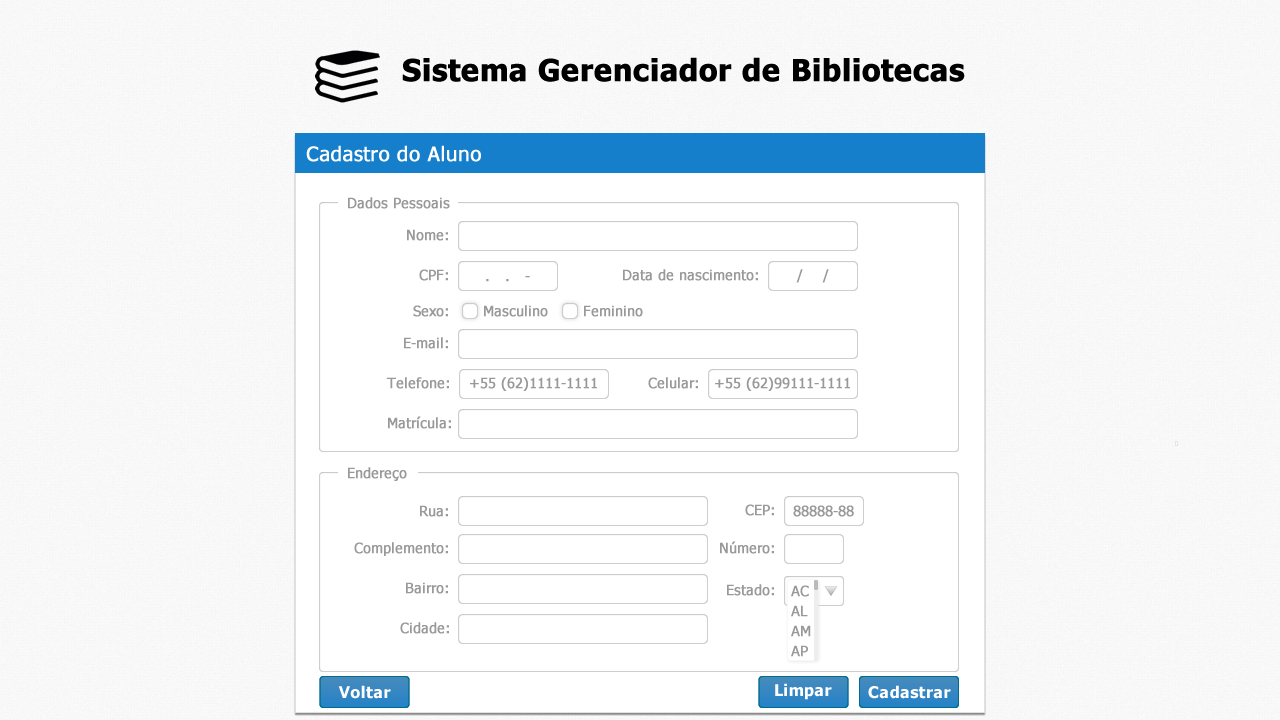 Sistema Gerenciador de Bibliotecas
Cadastro do Aluno
Dados Pessoais
Nome:
CPF: . . - Data de nascimento: / /
Sexo: Masculino Feminino
E-mail:
Telefone: +55 (62)1111-1111 Celular: +55 (62)99111-1111
Matrícula:
Endereço
Rua: CEP: 88888-88
Complemento: Número:
Bairro: Estado: AC
AL
Cidade: AM
AP
Voltar Limpar Cadastrar